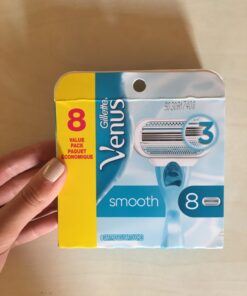 8
VALUE
PACK
PAQUET
ÉCONOMIQUE
Gillette
Venus
3
smooth
8